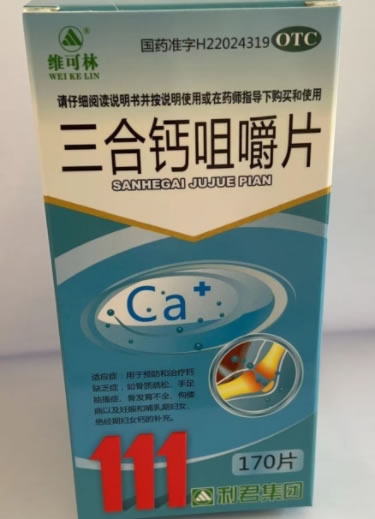 维可林
WEI KE LIN
国药准字H22024319 OTC
请仔细阅读说明书并按说明使用或在药师指导下购买和使用
三合钙咀嚼片
SANHEGAI JUJUE PIAN
Ca+
适应症：用于预防和治疗钙
缺乏症，如骨质疏松、手足
抽搐症、骨发育不全、佝偻
病以及妊娠和哺乳期妇女、
绝经期妇女钙的补充。
111
170片
利君集团